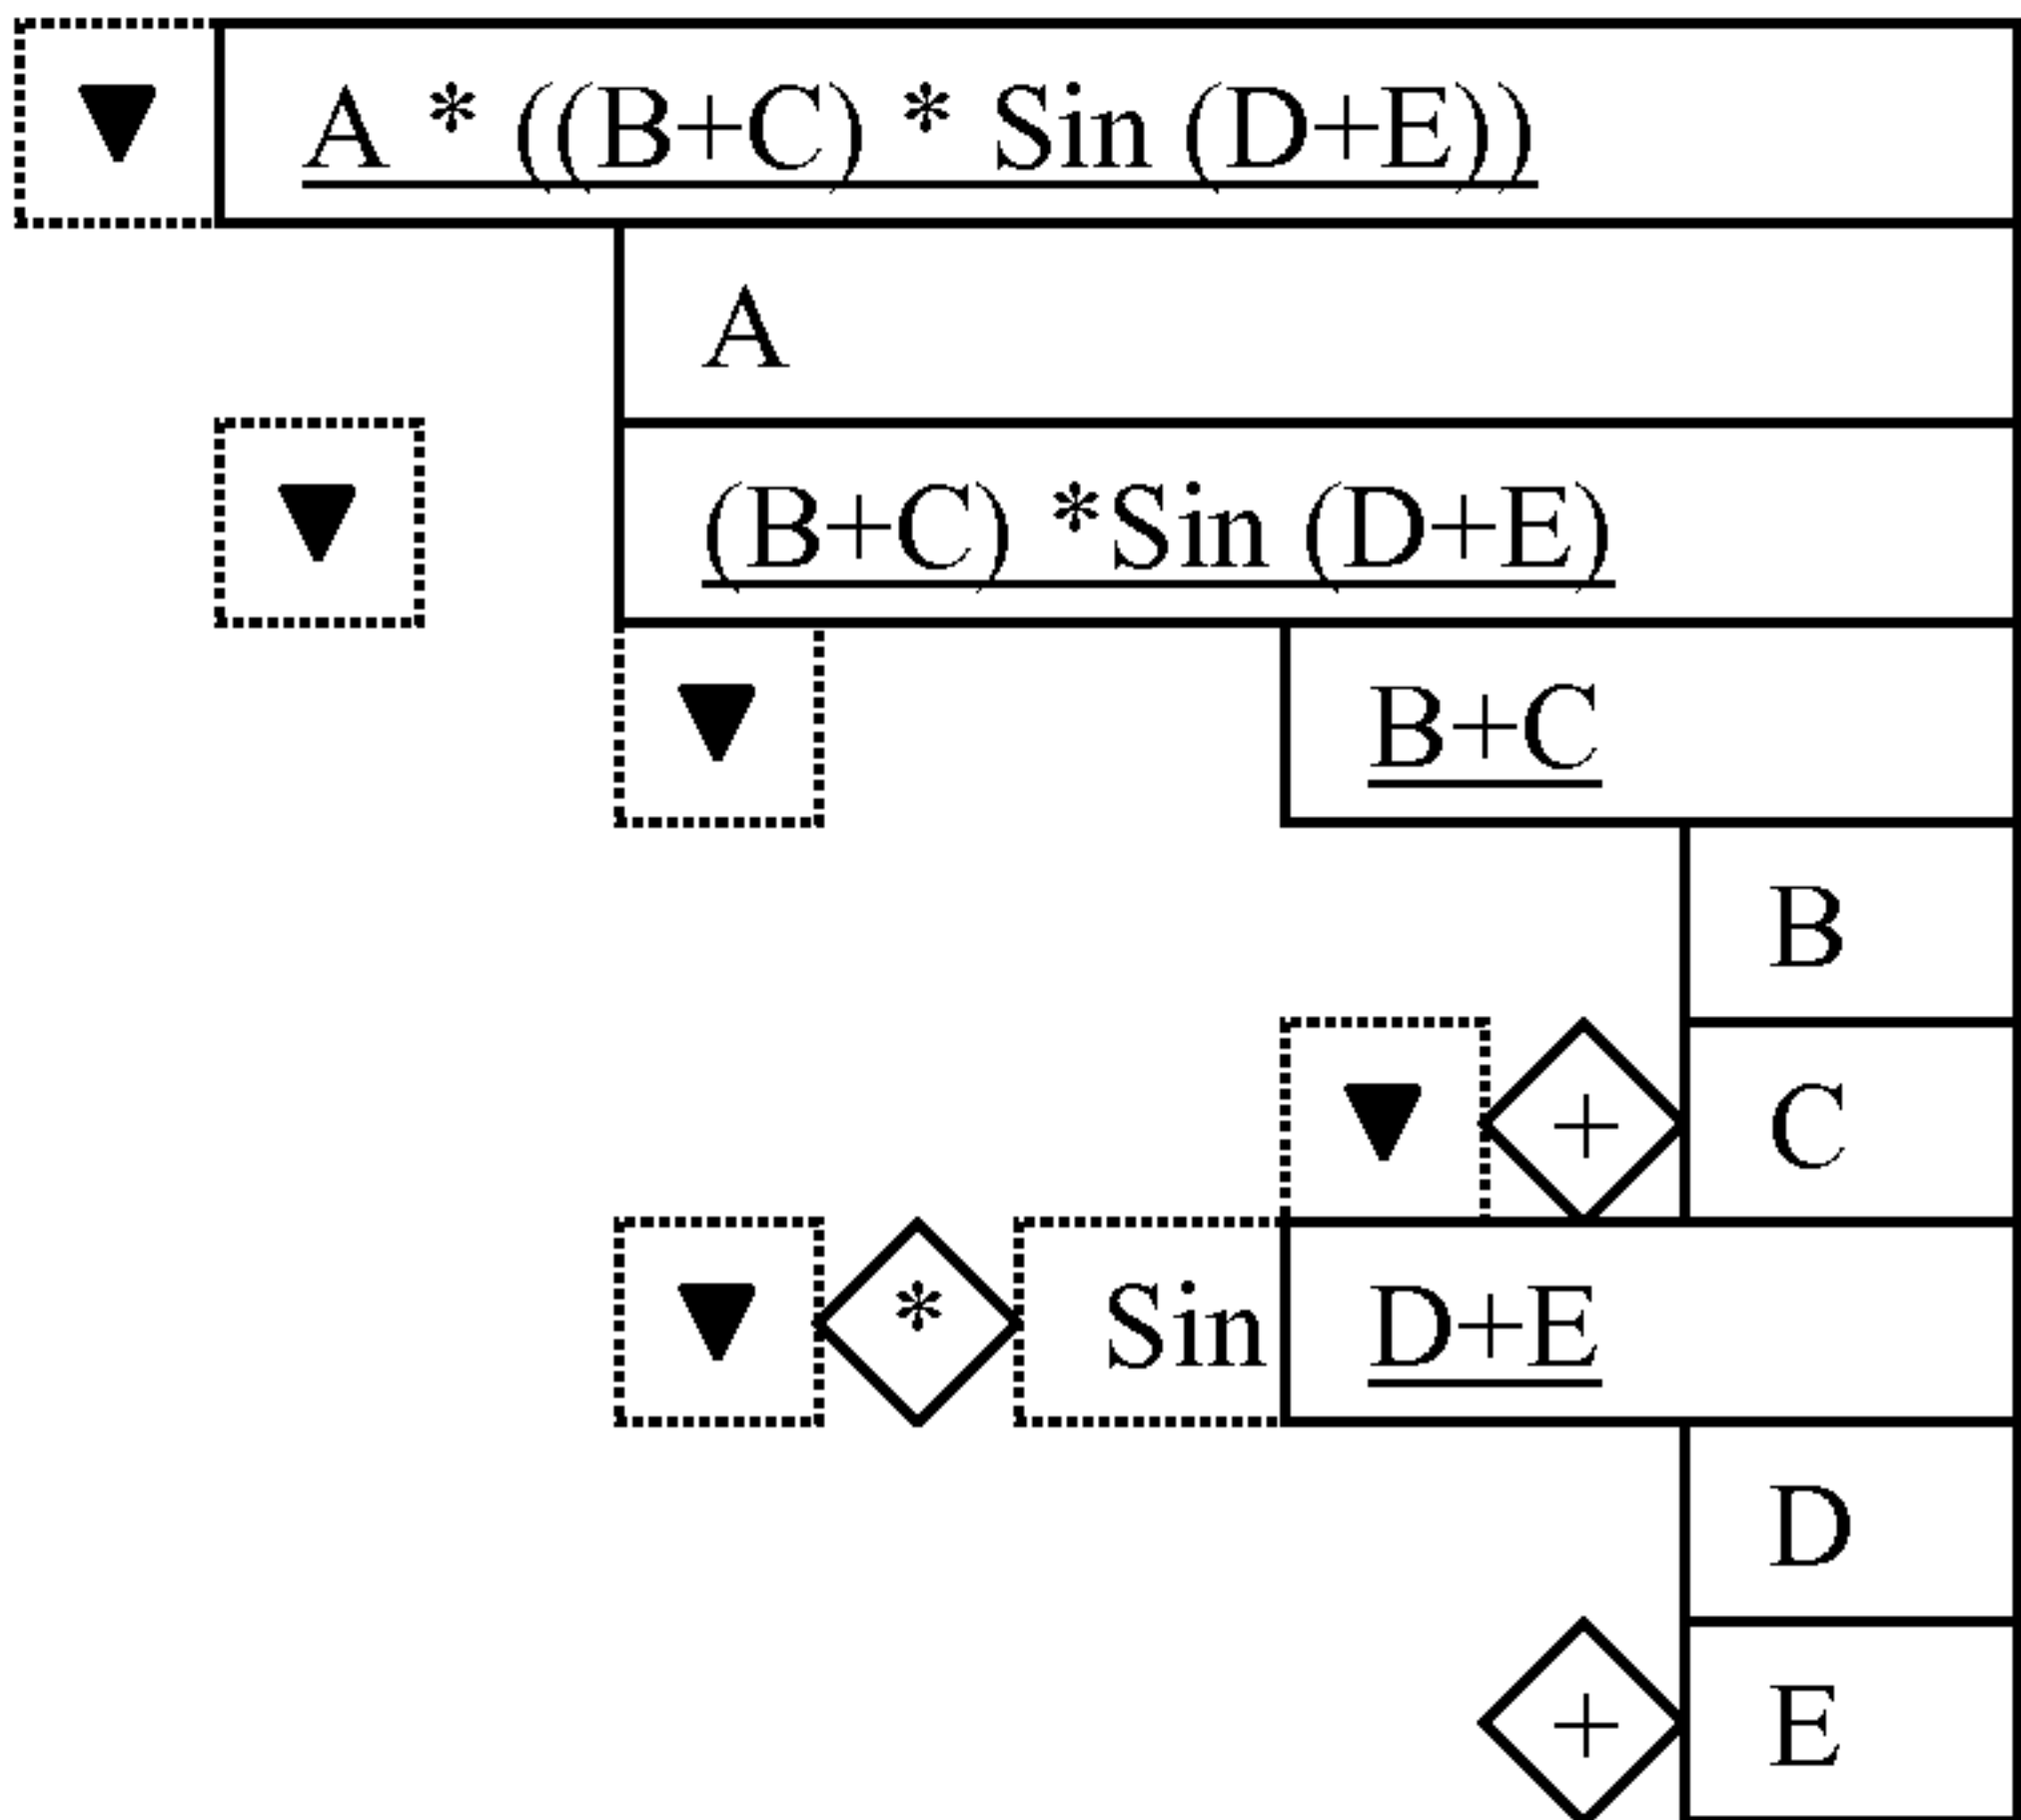 ▼ A * ((B+C) * Sin (D+E))
A
▼ (B+C) *Sin (D+E)
▼ B+C
B
▼ + C
▼ * Sin D+E
D
+ E